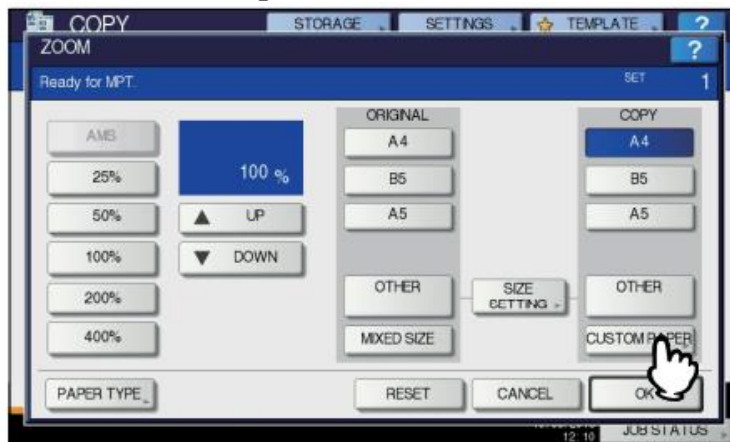 COPY STORAGE SETTINGS TEMPLATE ?
ZOOM ?
Ready for MPT. SET 1
ORIGINAL COPY
AMS A4 A4
25% 100 % B5 B5
50% UP A5 A5
100% DOWN
200% OTHER SIZE SETTING OTHER
400% MIXED SIZE CUSTOM PAPER
PAPER TYPE RESET CANCEL OK
12:10 JOB STATUS